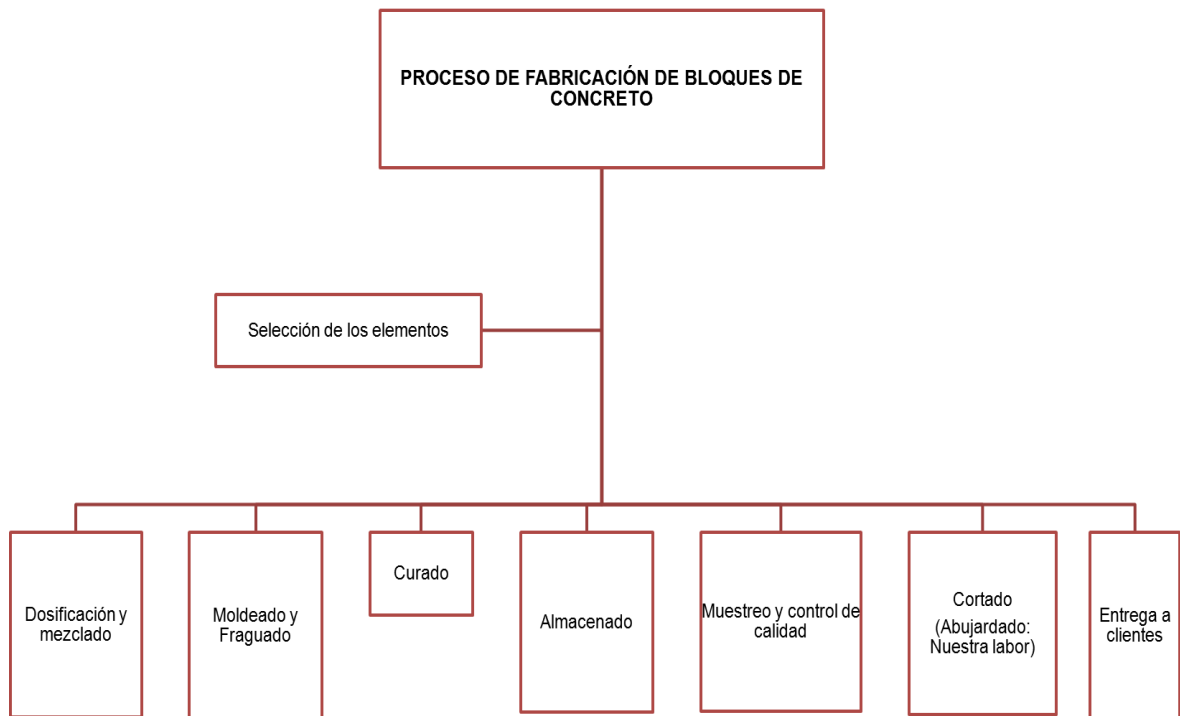 PROCESO DE FABRICACIÓN DE BLOQUES DE
CONCRETO
Selección de los elementos
Dosificación y
mezclado
Moldeado y
Fraguado
Curado
Almacenado
Muestreo y control de
calidad
Cortado
(Abujardado:
Nuestra labor)
Entrega a
clientes